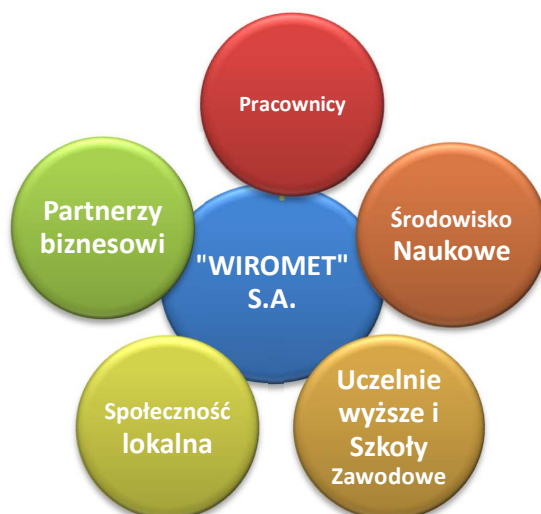 Pracownicy
Środowisko
Naukowe
Uczelnie
wyższe i
Szkoły
Zawodowe
Społeczność
lokalna
Partnerzy
biznesowi
"WIROMET"
S.A.